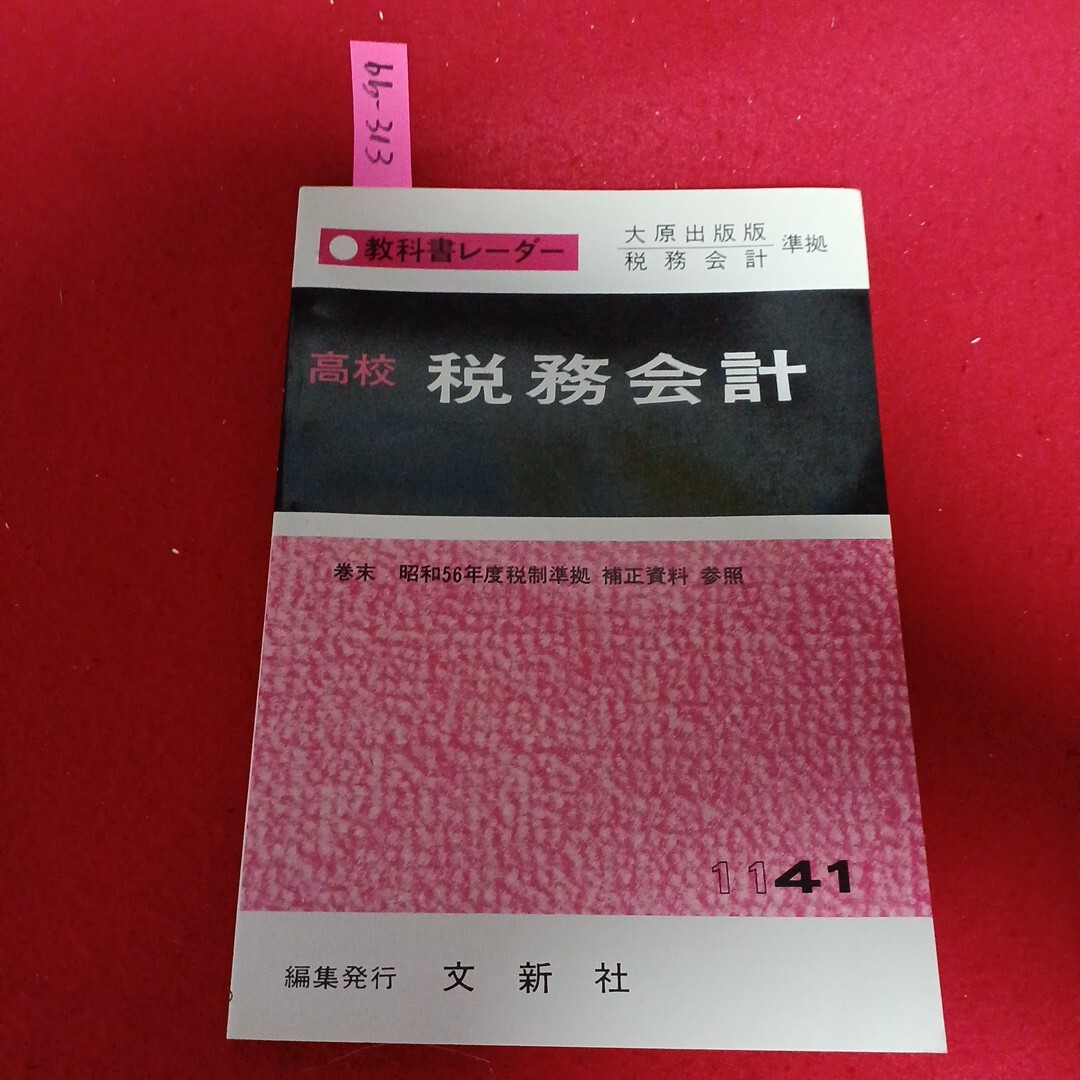 bb-313
●教科書レーダー
大原出版版
税務会計 準拠
高校 税務会計
巻末 昭和56年度税制準拠 補正資料 参照
1141
編集発行 文新社